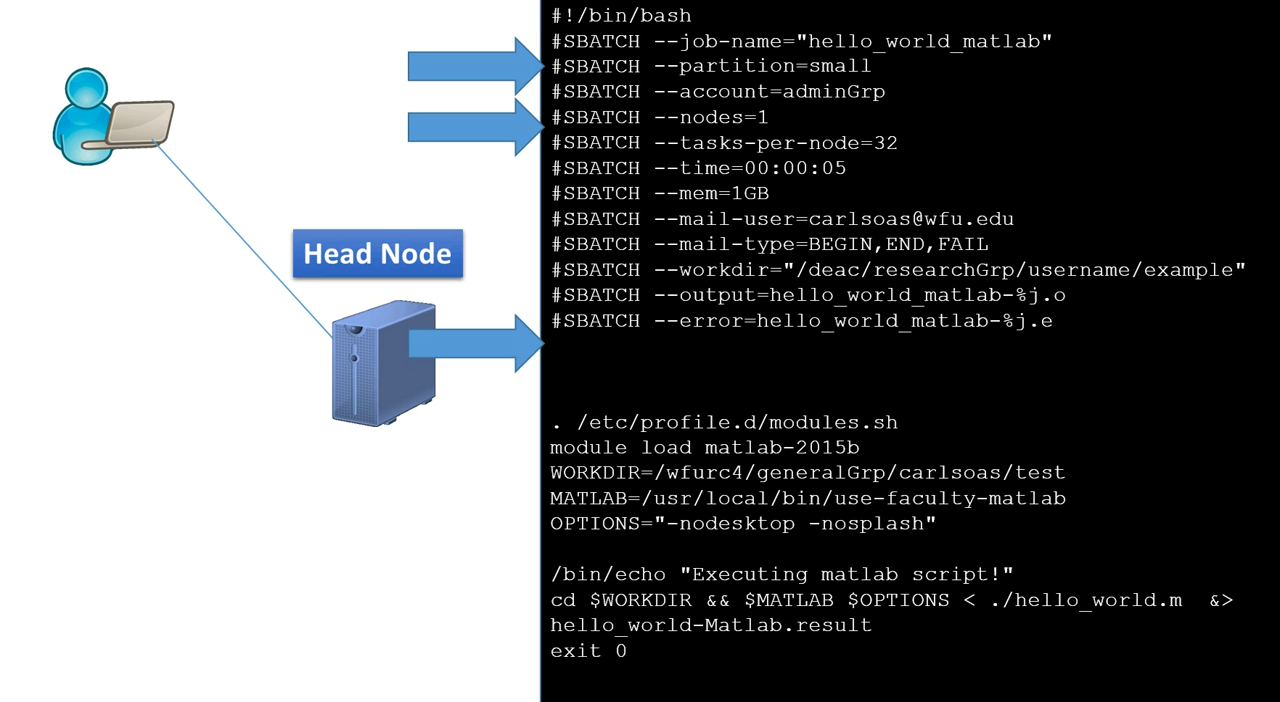 #!/bin/bash
#SBATCH --job-name="hello_world_matlab"
#SBATCH --partition=small
#SBATCH --account=adminGrp
#SBATCH --nodes=1
#SBATCH --tasks-per-node=32
#SBATCH --time=00:00:05
#SBATCH --mem=1GB
#SBATCH --mail-user=carlsoas@wfu.edu
#SBATCH --mail-type=BEGIN,END,FAIL
#SBATCH --workdir="/deac/researchGrp/username/example"
#SBATCH --output=hello_world_matlab-%j.o
#SBATCH --error=hello_world_matlab-%j.e
. /etc/profile.d/modules.sh
module load matlab-2015b
WORKDIR=/wfurc4/generalGrp/carlsoas/test
MATLAB=/usr/local/bin/use-faculty-matlab
OPTIONS="-nodesktop -nosplash"
/bin/echo "Executing matlab script!"
cd $WORKDIR && $MATLAB $OPTIONS < ./hello_world.m  &>
hello_world-Matlab.result
exit 0
Head Node